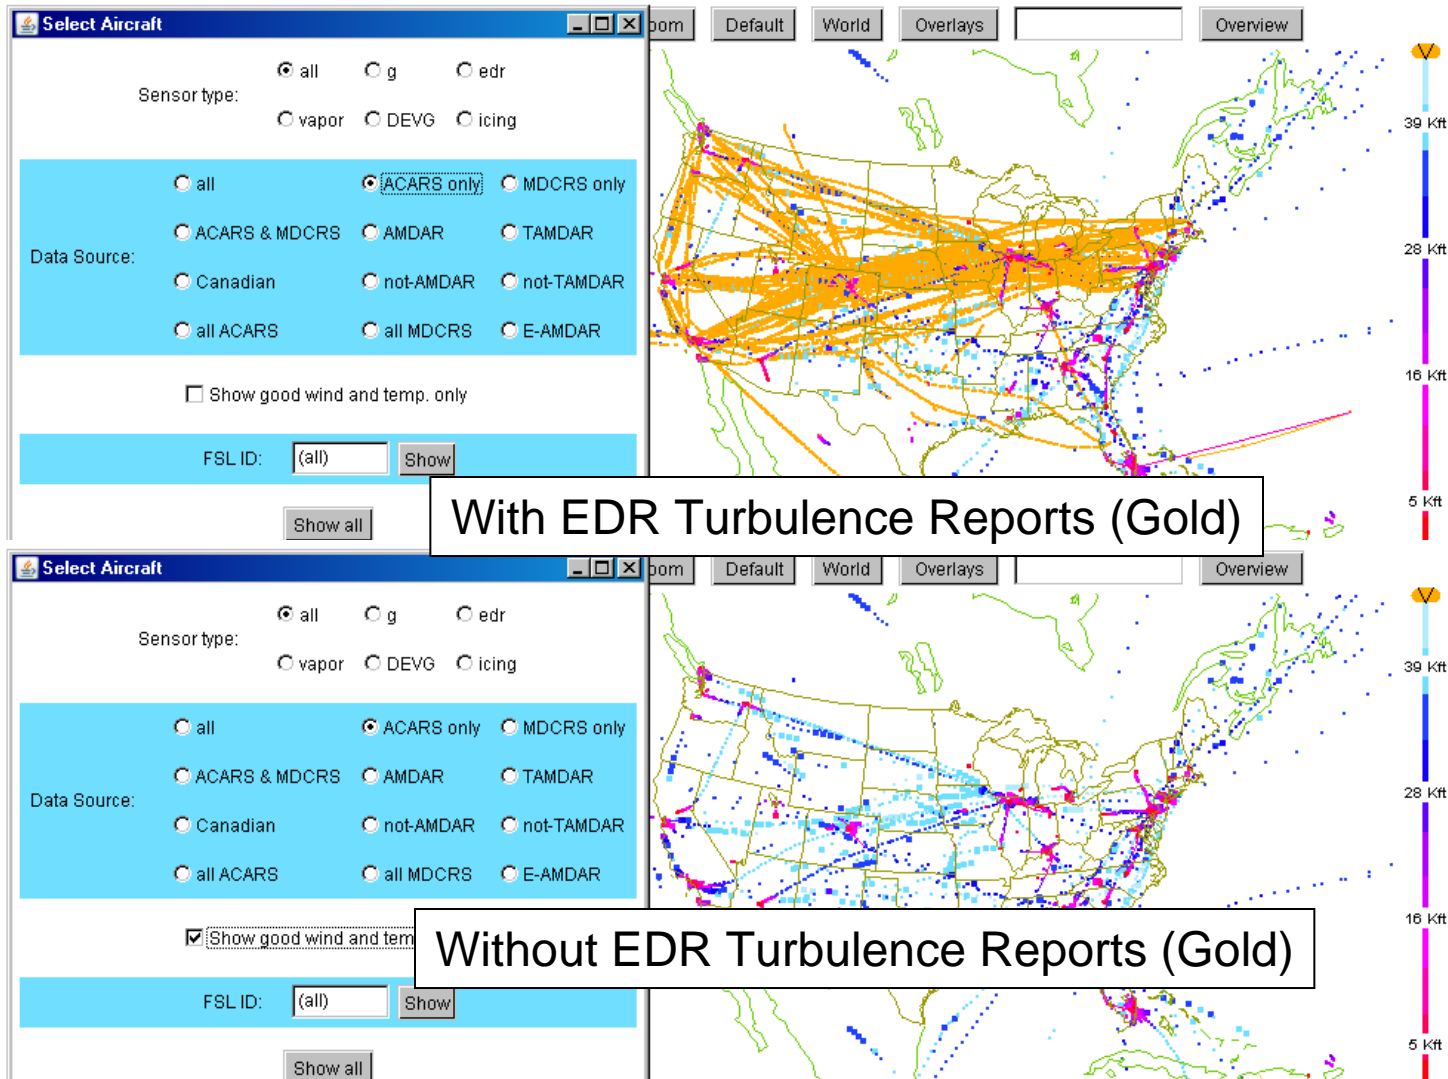 Select Aircraft
oom Default World Overlays Overview
all g edr
Sensor type:
vapor DEVG icing
all ACARS only MDCRS only
ACARS & MDCRS AMDAR TAMDAR
Data Source:
Canadian not-AMDAR not-TAMDAR
all ACARS all MDCRS E-AMDAR
Show good wind and temp. only
FSL ID: (all) Show
Show all
39 Kft
28 Kft
16 Kft
5 Kft
With EDR Turbulence Reports (Gold)
Select Aircraft
oom Default World Overlays Overview
all g edr
Sensor type:
vapor DEVG icing
all ACARS only MDCRS only
ACARS & MDCRS AMDAR TAMDAR
Data Source:
Canadian not-AMDAR not-TAMDAR
all ACARS all MDCRS E-AMDAR
Show good wind and tem
FSL ID: (all) Show
Show all
39 Kft
28 Kft
16 Kft
5 Kft
Without EDR Turbulence Reports (Gold)